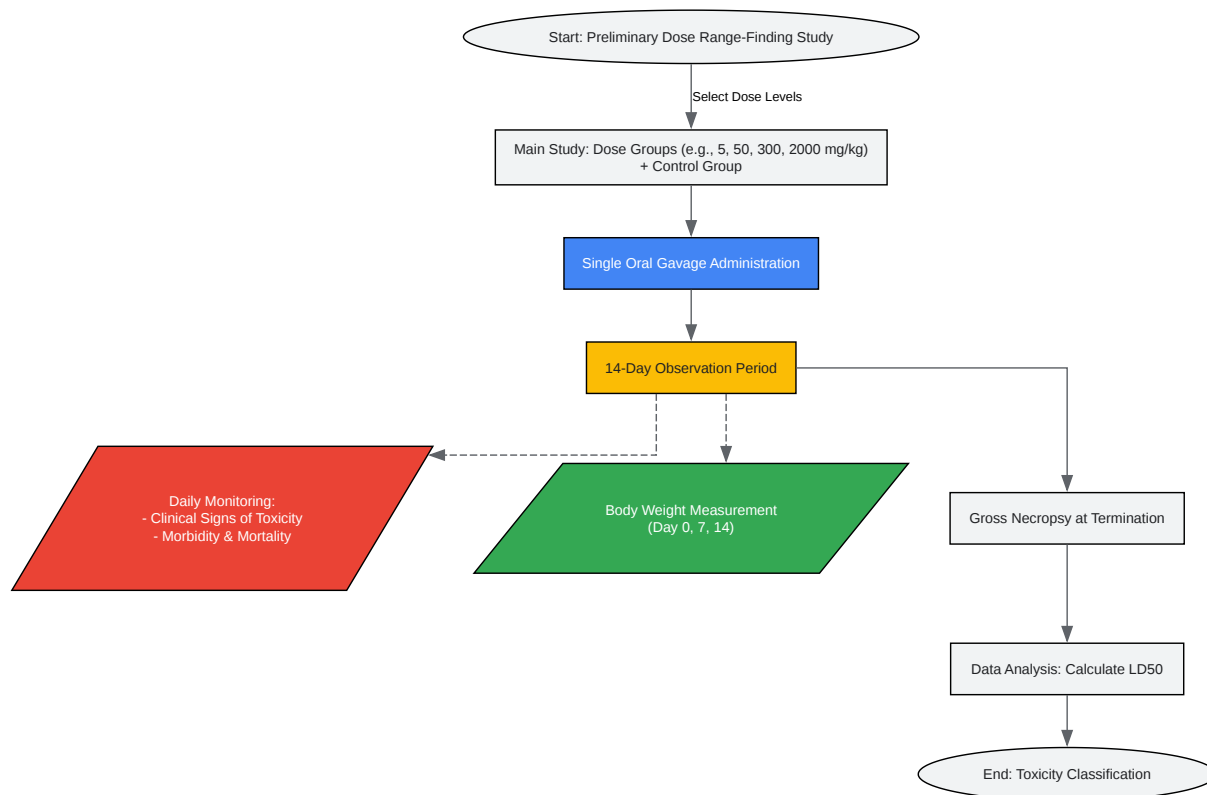 Start: Preliminary Dose Range-Finding Study
Select Dose Levels
Main Study: Dose Groups (e.g., 5, 50, 300, 2000 mg/kg)
+ Control Group
Single Oral Gavage Administration
14-Day Observation Period
Daily Monitoring:
- Clinical Signs of Toxicity
- Morbidity & Mortality
Body Weight Measurement
(Day 0, 7, 14)
Gross Necropsy at Termination
Data Analysis: Calculate LD50
End: Toxicity Classification